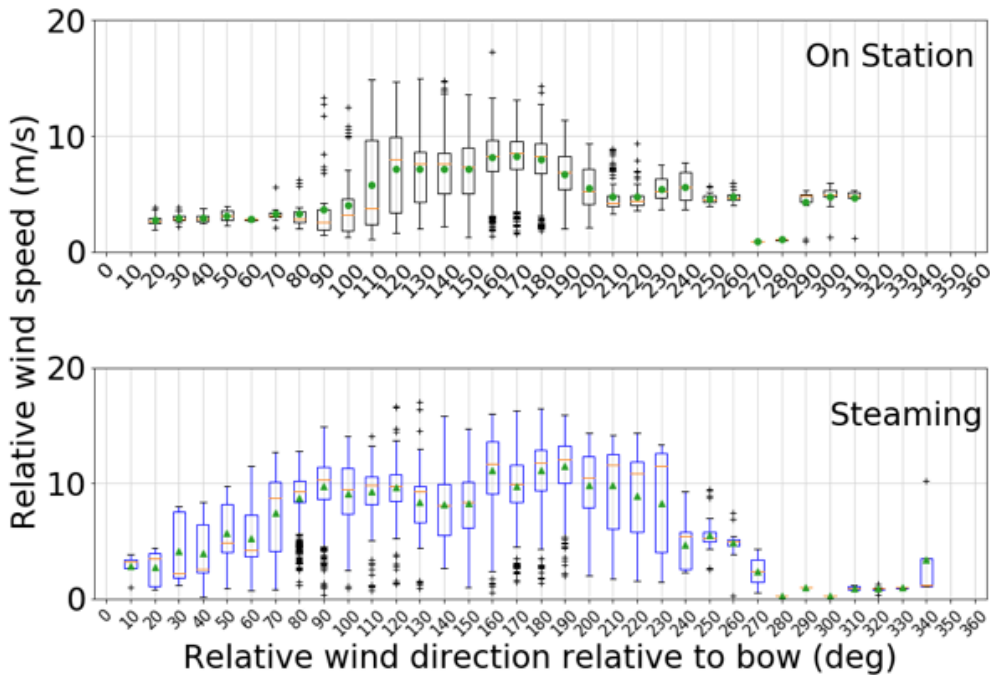 Relative wind speed (m/s)
20
10
0
On Station
0 10 20 30 40 50 60 70 80 90 100 110 120 130 140 150 160 170 180 190 200 210 220 230 240 250 260 270 280 290 300 310 320 330 340 350 360
20
10
0
Steaming
0 10 20 30 40 50 60 70 80 90 100 110 120 130 140 150 160 170 180 190 200 210 220 230 240 250 260 270 280 290 300 310 320 330 340 350 360
Relative wind direction relative to bow (deg)